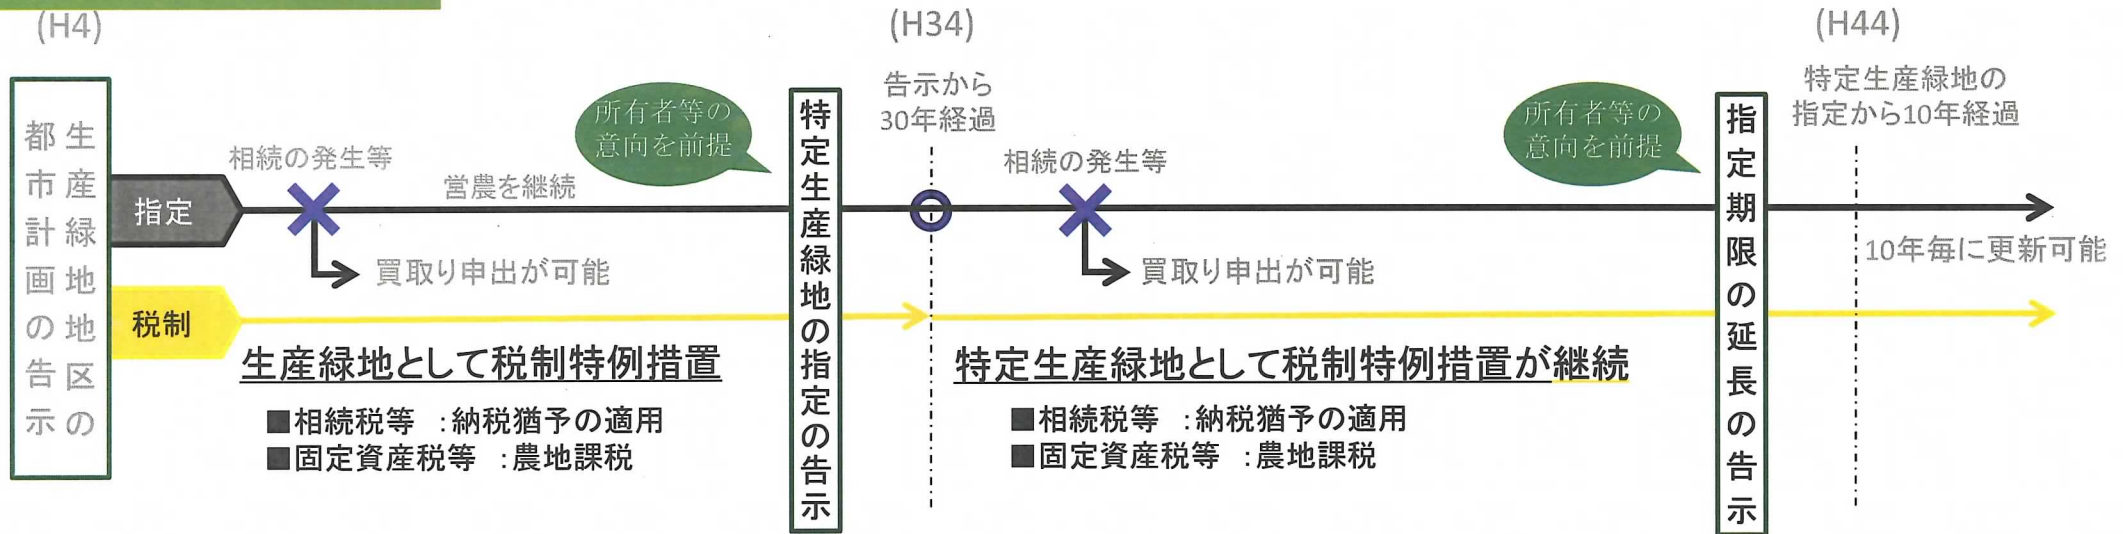 (H4)
(H34)
(H44)
生産緑地地区の
都市計画の告示
指定
税制
相続の発生等
営農を継続
買取り申出が可能
所有者等の
意向を前提
特定生産緑地の指定の告示
告示から
30年経過
相続の発生等
買取り申出が可能
所有者等の
意向を前提
指定期限の延長の告示
特定生産緑地の
指定から10年経過
10年毎に更新可能
生産緑地として税制特例措置
■相続税等 :納税猶予の適用
■固定資産税等 :農地課税
特定生産緑地として税制特例措置が継続
■相続税等 :納税猶予の適用
■固定資産税等 :農地課税